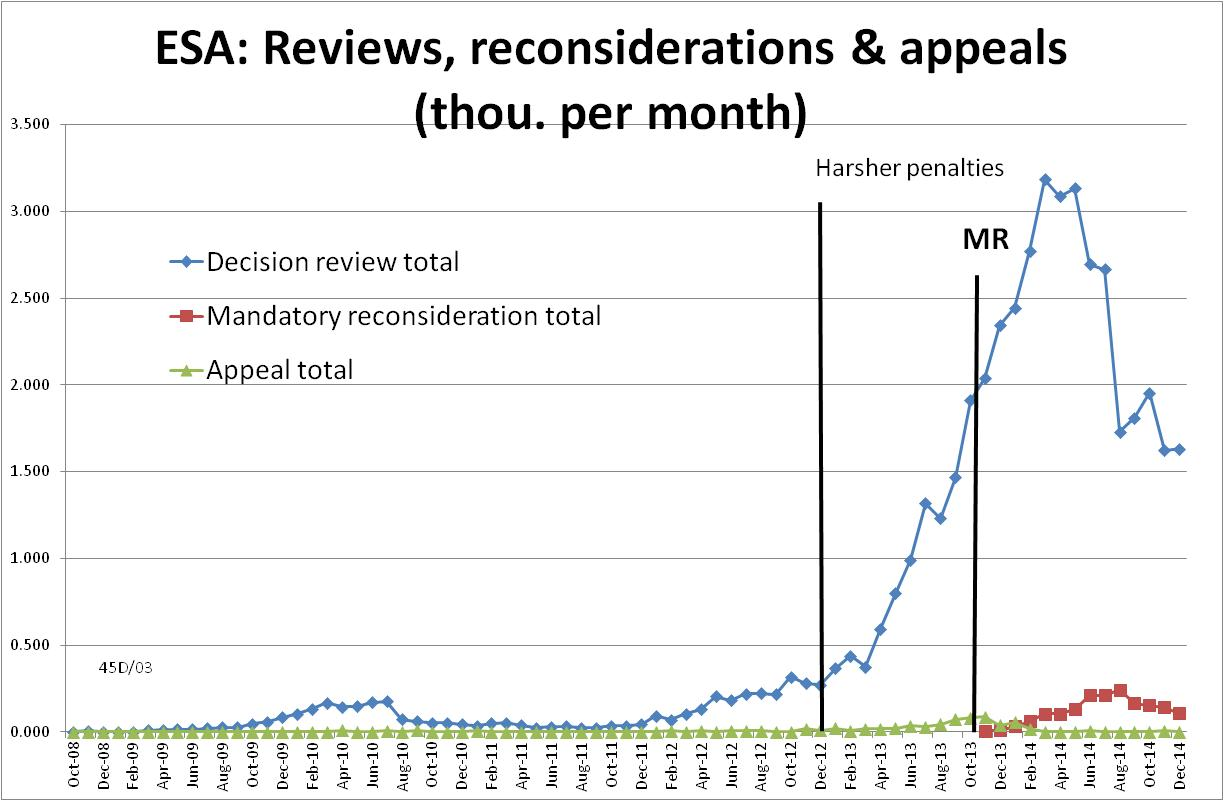 ESA: Reviews, reconsiderations & appeals
(thou. per month)
3.500
Harsher penalties
3.000
MR
Decision review total
2.500
Mandatory reconsideration total
Appeal total
2.000
1.500
1.000
0.500
45D/03
0.000
Oct-08
Dec-08
Feb-09
Apr-09
Jun-09
Aug-09
Oct-09
Dec-09
Feb-10
Apr-10
Jun-10
Aug-10
Oct-10
Dec-10
Feb-11
Apr-11
Jun-11
Aug-11
Oct-11
Dec-11
Feb-12
Apr-12
Jun-12
Aug-12
Oct-12
Dec-12
Feb-13
Apr-13
Jun-13
Aug-13
Oct-13
Dec-13
Feb-14
Apr-14
Jun-14
Aug-14
Oct-14
Dec-14